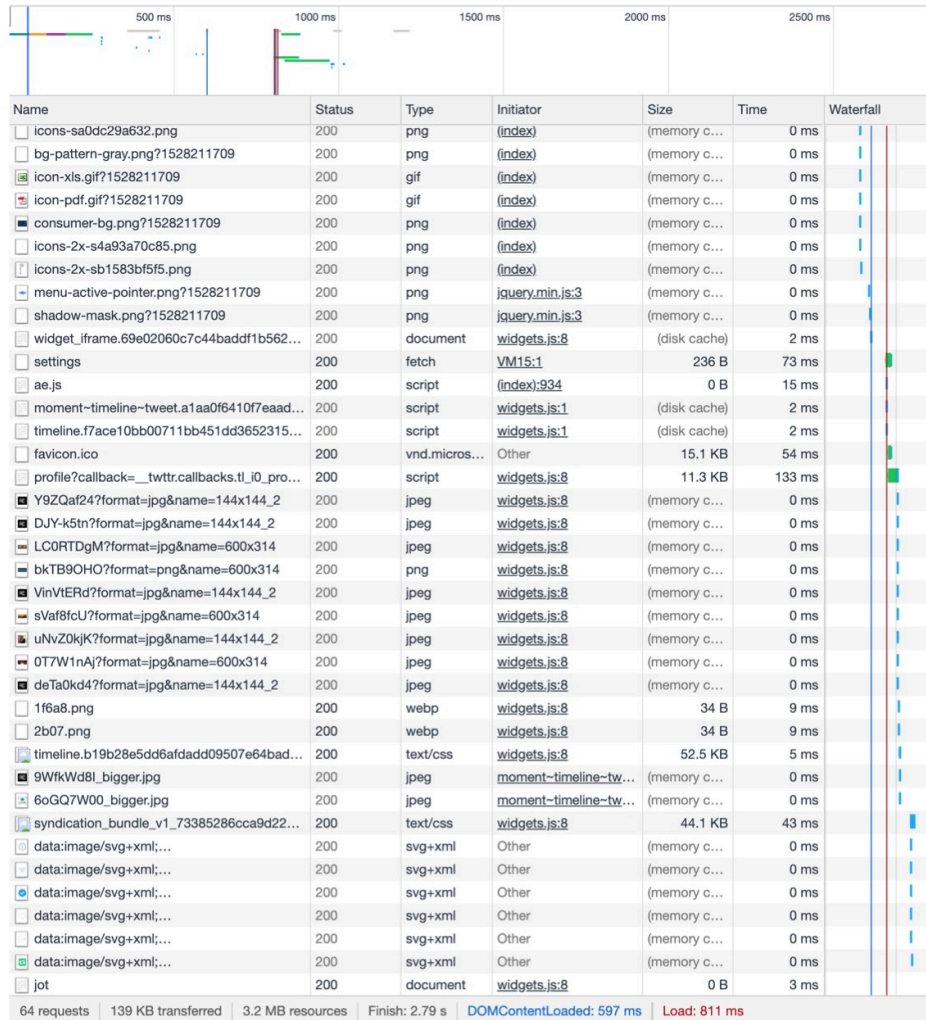 500 ms 1000 ms 1500 ms 2000 ms 2500 ms
Name Status Type Initiator Size Time Waterfall
icons-sa0dc29a632.png 200 png (index) (memory c... 0 ms
bg-pattern-gray.png?1528211709 200 png (index) (memory c... 0 ms
icon-xls.gif?1528211709 200 gif (index) (memory c... 0 ms
icon-pdf.gif?1528211709 200 gif (index) (memory c... 0 ms
consumer-bg.png?1528211709 200 png (index) (memory c... 0 ms
icons-2x-s4a93a70c85.png 200 png (index) (memory c... 0 ms
icons-2x-sb1583bf5f5.png 200 png (index) (memory c... 0 ms
menu-active-pointer.png?1528211709 200 png jquery.min.js:3 (memory c... 0 ms
shadow-mask.png?1528211709 200 png jquery.min.js:3 (memory c... 0 ms
widget_iframe.69e02060c7c44baddf1b562... 200 document widgets.js:8 (disk cache) 2 ms
settings 200 fetch VM15:1 236 B 73 ms
ae.js 200 script (index):934 0 B 15 ms
moment~timeline~tweet.a1aa0f6410f7eaad... 200 script widgets.js:1 (disk cache) 2 ms
timeline.f7ace10bb00711bb451dd3652315... 200 script widgets.js:1 (disk cache) 2 ms
favicon.ico 200 vnd.micros... Other 15.1 KB 54 ms
profile?callback=__twttr.callbacks.tl_i0_pro... 200 script widgets.js:8 11.3 KB 133 ms
Y9ZQaf24?format=jpg&name=144x144_2 200 jpeg widgets.js:8 (memory c... 0 ms
DJY-k5tn?format=jpg&name=144x144_2 200 jpeg widgets.js:8 (memory c... 0 ms
LC0RTDgM?format=jpg&name=600x314 200 jpeg widgets.js:8 (memory c... 0 ms
bkTB9OHO?format=png&name=600x314 200 png widgets.js:8 (memory c... 0 ms
VinVtERd?format=jpg&name=144x144_2 200 jpeg widgets.js:8 (memory c... 0 ms
sVaf8fcU?format=jpg&name=600x314 200 jpeg widgets.js:8 (memory c... 0 ms
uNvZ0kjK?format=jpg&name=144x144_2 200 jpeg widgets.js:8 (memory c... 0 ms
0T7W1nAj?format=jpg&name=600x314 200 jpeg widgets.js:8 (memory c... 0 ms
deTa0kd4?format=jpg&name=144x144_2 200 jpeg widgets.js:8 (memory c... 0 ms
1f6a8.png 200 webp widgets.js:8 34 B 9 ms
2b07.png 200 webp widgets.js:8 34 B 9 ms
timeline.b19b28e5dd6afdadd09507e64bad... 200 text/css widgets.js:8 52.5 KB 5 ms
9WfkWd8I_bigger.jpg 200 jpeg moment~timeline~tw... (memory c... 0 ms
6oGQ7W00_bigger.jpg 200 jpeg moment~timeline~tw... (memory c... 0 ms
syndication_bundle_v1_73385286cca9d22... 200 text/css widgets.js:8 44.1 KB 43 ms
data:image/svg+xml;... 200 svg+xml Other (memory c... 0 ms
data:image/svg+xml;... 200 svg+xml Other (memory c... 0 ms
data:image/svg+xml;... 200 svg+xml Other (memory c... 0 ms
data:image/svg+xml;... 200 svg+xml Other (memory c... 0 ms
data:image/svg+xml;... 200 svg+xml Other (memory c... 0 ms
data:image/svg+xml;... 200 svg+xml Other (memory c... 0 ms
jot 200 document widgets.js:8 0 B 3 ms
64 requests 139 KB transferred 3.2 MB resources Finish: 2.79 s DOMContentLoaded: 597 ms Load: 811 ms